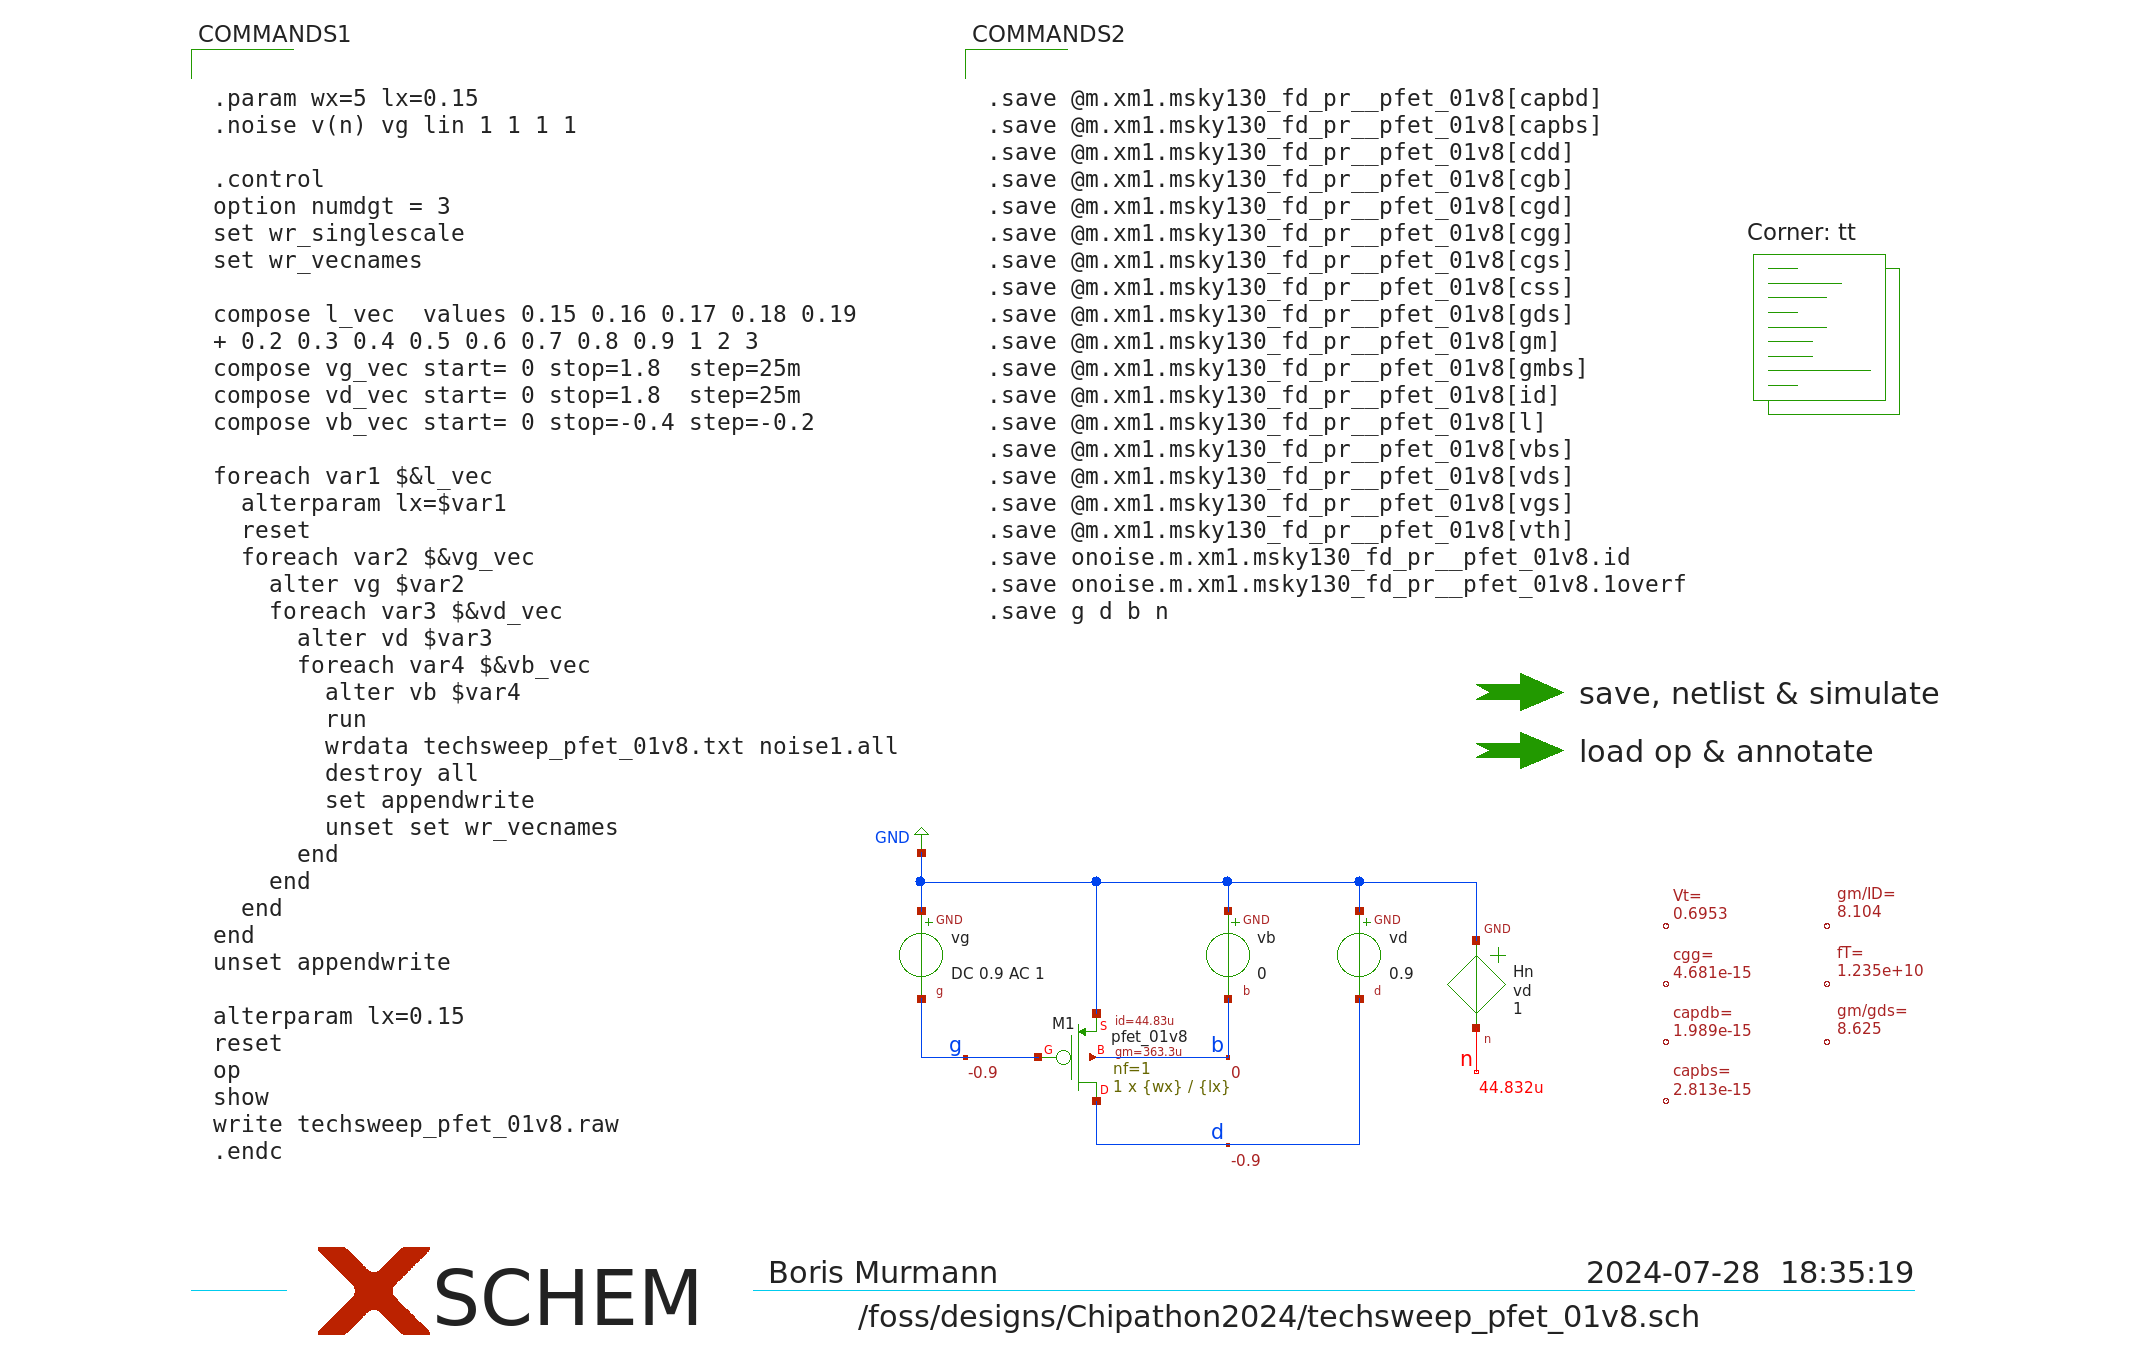 COMMANDS1
.param wx=5 lx=0.15
.noise v(n) vg lin 1 1 1 1
.control
option numdgt = 3
set wr_singlescale
set wr_vecnames
compose l_vec  values 0.15 0.16 0.17 0.18 0.19
+ 0.2 0.3 0.4 0.5 0.6 0.7 0.8 0.9 1 2 3
compose vg_vec start= 0 stop=1.8  step=25m
compose vd_vec start= 0 stop=1.8  step=25m
compose vb_vec start= 0 stop=-0.4 step=-0.2
foreach var1 $&l_vec
  alterparam lx=$var1
  reset
  foreach var2 $&vg_vec
    alter vg $var2
    foreach var3 $&vd_vec
      alter vd $var3
      foreach var4 $&vb_vec
        alter vb $var4
        run
        wrdata techsweep_pfet_01v8.txt noise1.all
        destroy all
        set appendwrite
        unset set wr_vecnames
      end
    end
  end
end
unset appendwrite
alterparam lx=0.15
reset
op
show
write techsweep_pfet_01v8.raw
.endc
COMMANDS2
.save @m.xm1.msky130_fd_pr__pfet_01v8[capbd]
.save @m.xm1.msky130_fd_pr__pfet_01v8[capbs]
.save @m.xm1.msky130_fd_pr__pfet_01v8[cdd]
.save @m.xm1.msky130_fd_pr__pfet_01v8[cgb]
.save @m.xm1.msky130_fd_pr__pfet_01v8[cgd]
.save @m.xm1.msky130_fd_pr__pfet_01v8[cgg]
.save @m.xm1.msky130_fd_pr__pfet_01v8[cgs]
.save @m.xm1.msky130_fd_pr__pfet_01v8[css]
.save @m.xm1.msky130_fd_pr__pfet_01v8[gds]
.save @m.xm1.msky130_fd_pr__pfet_01v8[gm]
.save @m.xm1.msky130_fd_pr__pfet_01v8[gmbs]
.save @m.xm1.msky130_fd_pr__pfet_01v8[id]
.save @m.xm1.msky130_fd_pr__pfet_01v8[l]
.save @m.xm1.msky130_fd_pr__pfet_01v8[vbs]
.save @m.xm1.msky130_fd_pr__pfet_01v8[vds]
.save @m.xm1.msky130_fd_pr__pfet_01v8[vgs]
.save @m.xm1.msky130_fd_pr__pfet_01v8[vth]
.save onoise.m.xm1.msky130_fd_pr__pfet_01v8.id
.save onoise.m.xm1.msky130_fd_pr__pfet_01v8.1overf
.save g d b n
Corner: tt
save, netlist & simulate
load op & annotate
GND
GND
vg
DC 0.9 AC 1
g
g
-0.9
M1
G
S
B
D
id=44.83u
pfet_01v8
gm=363.3u
nf=1
1 x {wx} / {lx}
GND
vb
0
b
b
0
GND
vd
0.9
d
d
-0.9
GND
Hn
vd
1
n
n
44.832u
Vt=
0.6953
cgg=
4.681e-15
capdb=
1.989e-15
capbs=
2.813e-15
gm/ID=
8.104
fT=
1.235e+10
gm/gds=
8.625
XSCHEM
Boris Murmann
2024-07-28  18:35:19
/foss/designs/Chipathon2024/techsweep_pfet_01v8.sch